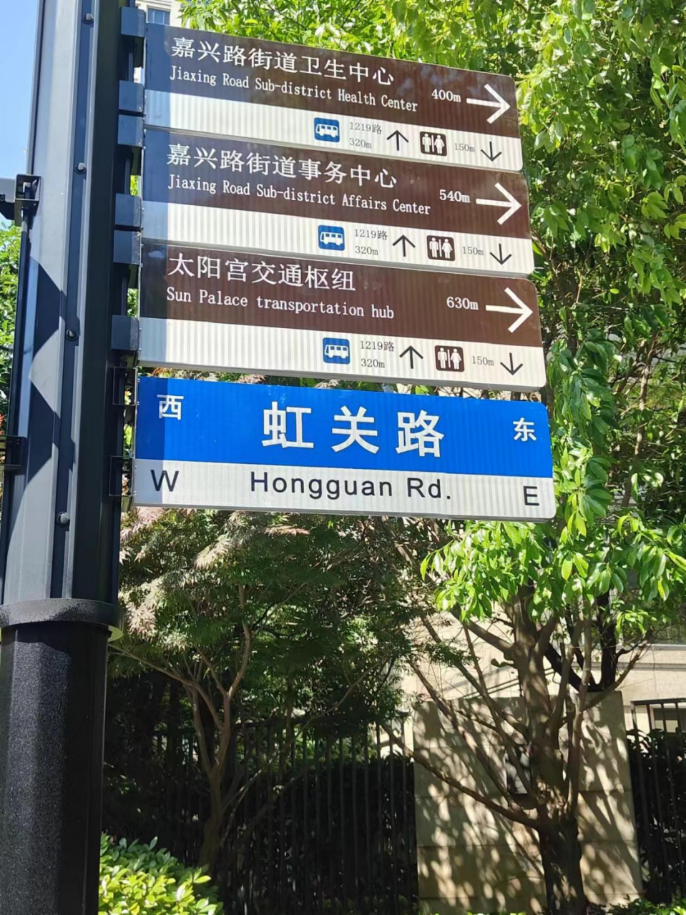 嘉兴路街道卫生中心
Jiaxing Road Sub-district Health Center 400m →
1219路
320m ↑ 150m ↓
嘉兴路街道事务中心
Jiaxing Road Sub-district Affairs Center 540m →
1219路
320m ↑ 150m ↓
太阳宫交通枢纽
Sun Palace transportation hub 630m →
1219路
320m ↑ 150m ↓
西 虹关路 东
W Hongguan Rd. E